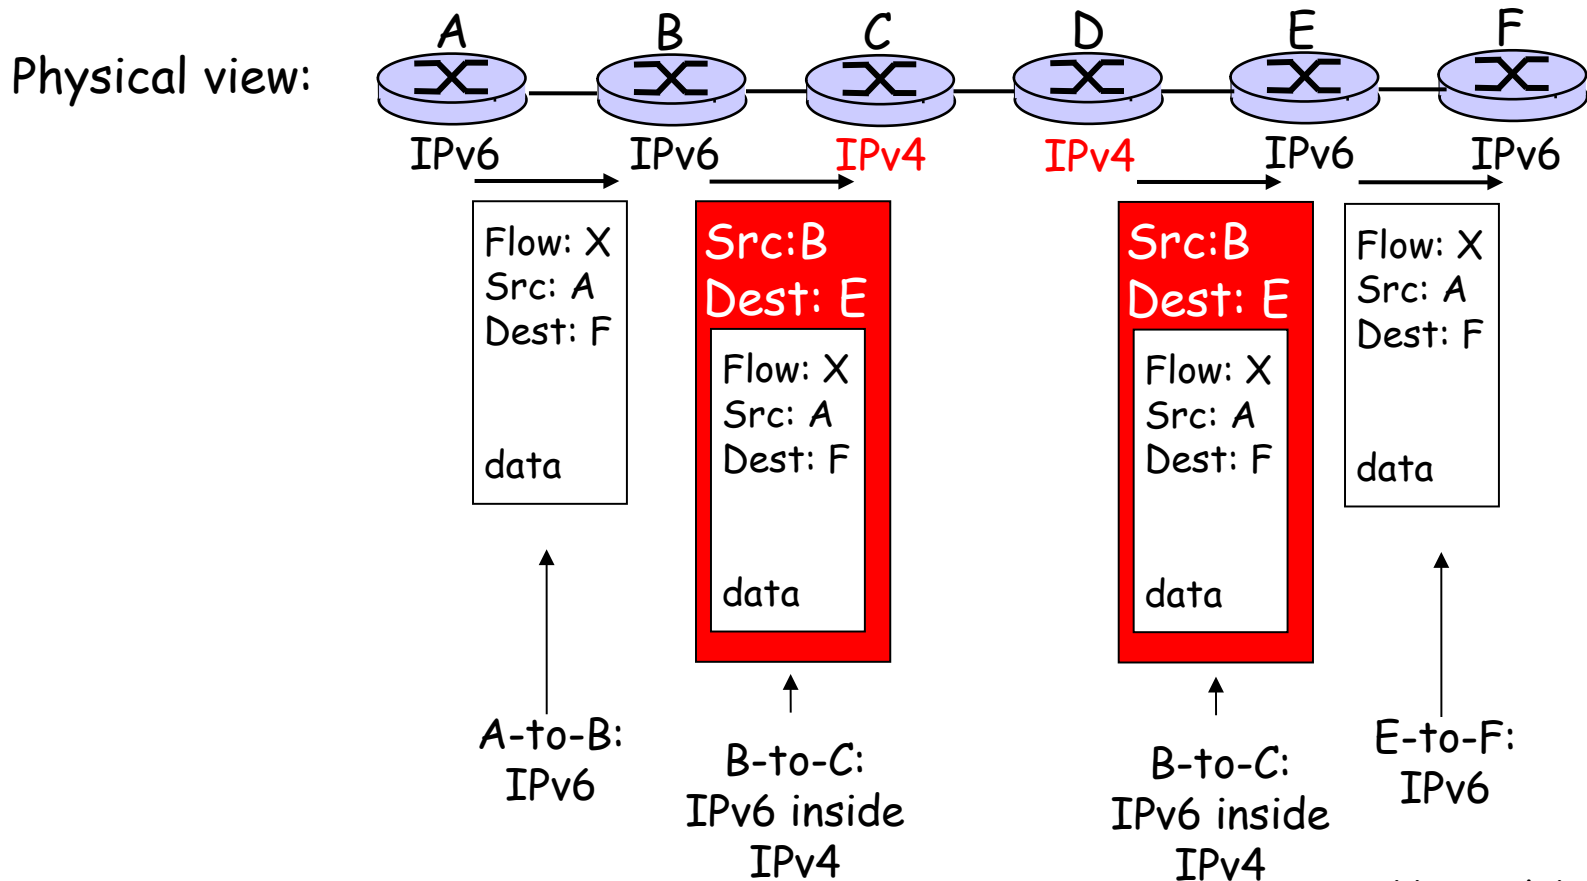 A B C D E F
Physical view:
IPv6 IPv6 IPv4 IPv4 IPv6 IPv6
Flow: X
Src: A
Dest: F
data
Src:B
Dest: E
Flow: X
Src: A
Dest: F
data
Src:B
Dest: E
Flow: X
Src: A
Dest: F
data
Flow: X
Src: A
Dest: F
data
A-to-B:
IPv6
B-to-C:
IPv6 inside
IPv4
B-to-C:
IPv6 inside
IPv4
E-to-F:
IPv6